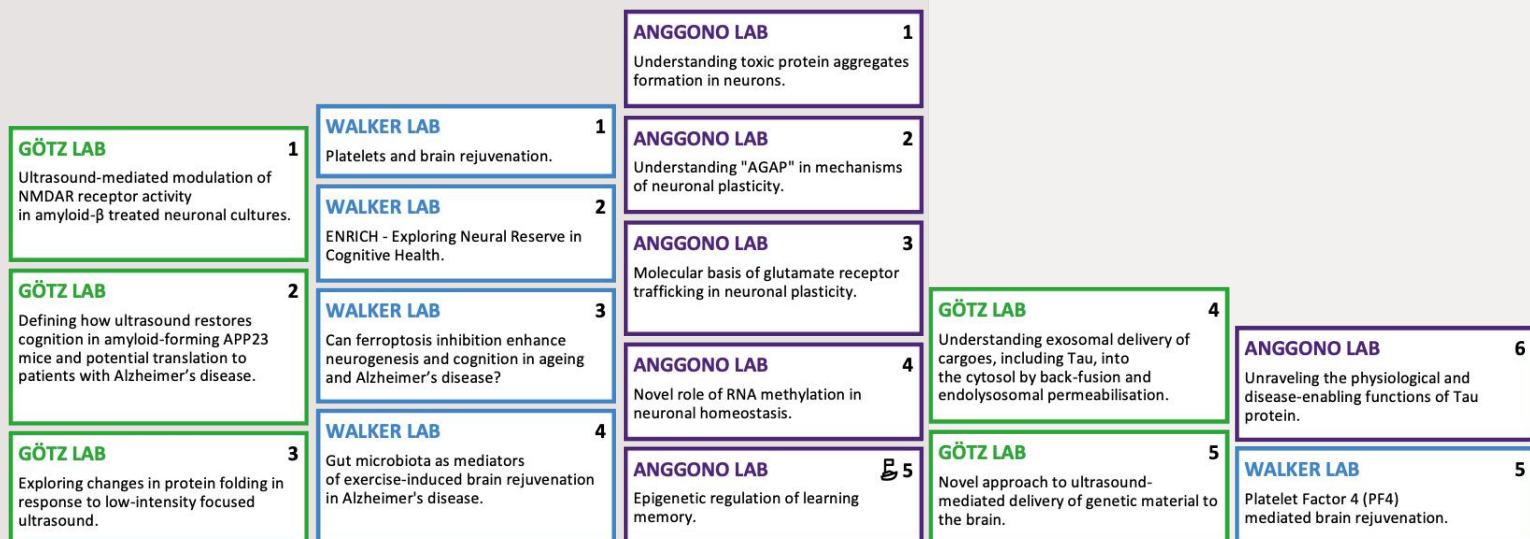 GÖTZ LAB 1
Ultrasound-mediated modulation of
NMDAR receptor activity
in amyloid-β treated neuronal cultures.
GÖTZ LAB 2
Defining how ultrasound restores
cognition in amyloid-forming APP23
mice and potential translation to
patients with Alzheimer’s disease.
GÖTZ LAB 3
Exploring changes in protein folding in
response to low-intensity focused
ultrasound.
WALKER LAB 1
Platelets and brain rejuvenation.
WALKER LAB 2
ENRICH - Exploring Neural Reserve in
Cognitive Health.
WALKER LAB 3
Can ferroptosis inhibition enhance
neurogenesis and cognition in ageing
and Alzheimer’s disease?
WALKER LAB 4
Gut microbiota as mediators
of exercise-induced brain rejuvenation
in Alzheimer's disease.
ANGGONO LAB 1
Understanding toxic protein aggregates
formation in neurons.
ANGGONO LAB 2
Understanding "AGAP" in mechanisms
of neuronal plasticity.
ANGGONO LAB 3
Molecular basis of glutamate receptor
trafficking in neuronal plasticity.
ANGGONO LAB 4
Novel role of RNA methylation in
neuronal homeostasis.
ANGGONO LAB 5
Epigenetic regulation of learning
memory.
GÖTZ LAB 4
Understanding exosomal delivery of
cargoes, including Tau, into
the cytosol by back-fusion and
endolysosomal permeabilisation.
GÖTZ LAB 5
Novel approach to ultrasound-
mediated delivery of genetic material to
the brain.
ANGGONO LAB 6
Unraveling the physiological and
disease-enabling functions of Tau
protein.
WALKER LAB 5
Platelet Factor 4 (PF4)
mediated brain rejuvenation.